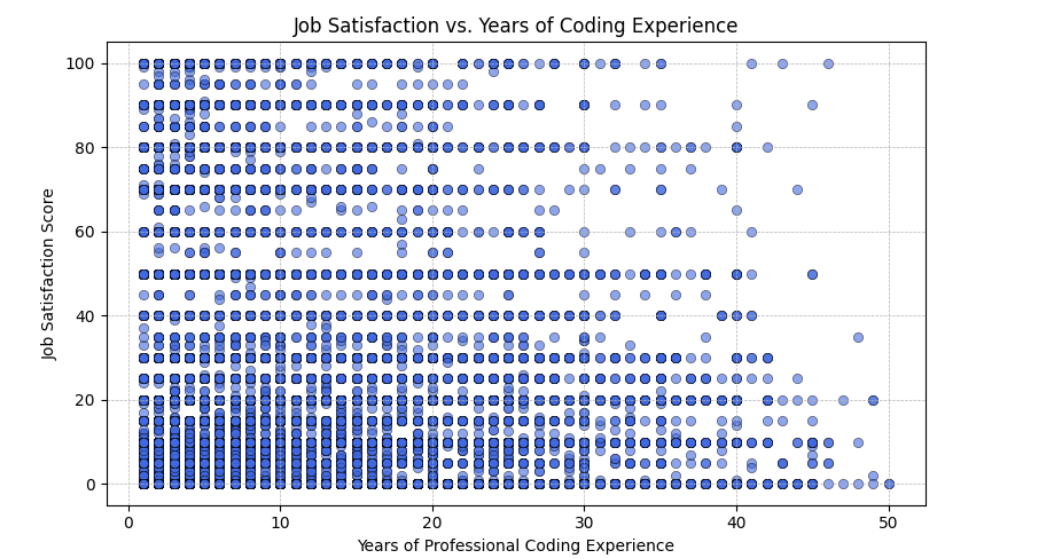 Job Satisfaction vs. Years of Coding Experience
Job Satisfaction Score
100
80
60
40
20
0
0 10 20 30 40 50
Years of Professional Coding Experience